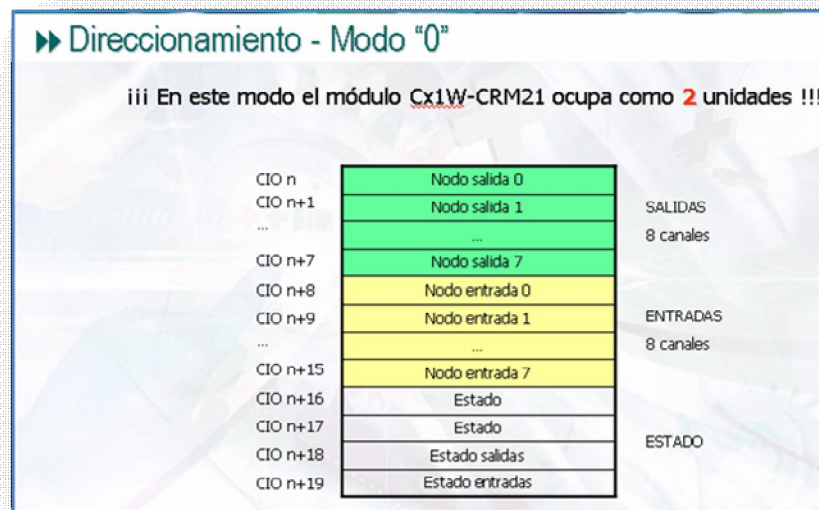 Direccionamiento - Modo “0”
¡¡¡ En este modo el módulo Cx1W-CRM21 ocupa como 2 unidades !!!
CIO n Nodo salida 0
CIO n+1 Nodo salida 1 SALIDAS
... ... 8 canales
CIO n+7 Nodo salida 7
CIO n+8 Nodo entrada 0
CIO n+9 Nodo entrada 1 ENTRADAS
... ... 8 canales
CIO n+15 Nodo entrada 7
CIO n+16 Estado
CIO n+17 Estado
ESTADO
CIO n+18 Estado salidas
CIO n+19 Estado entradas